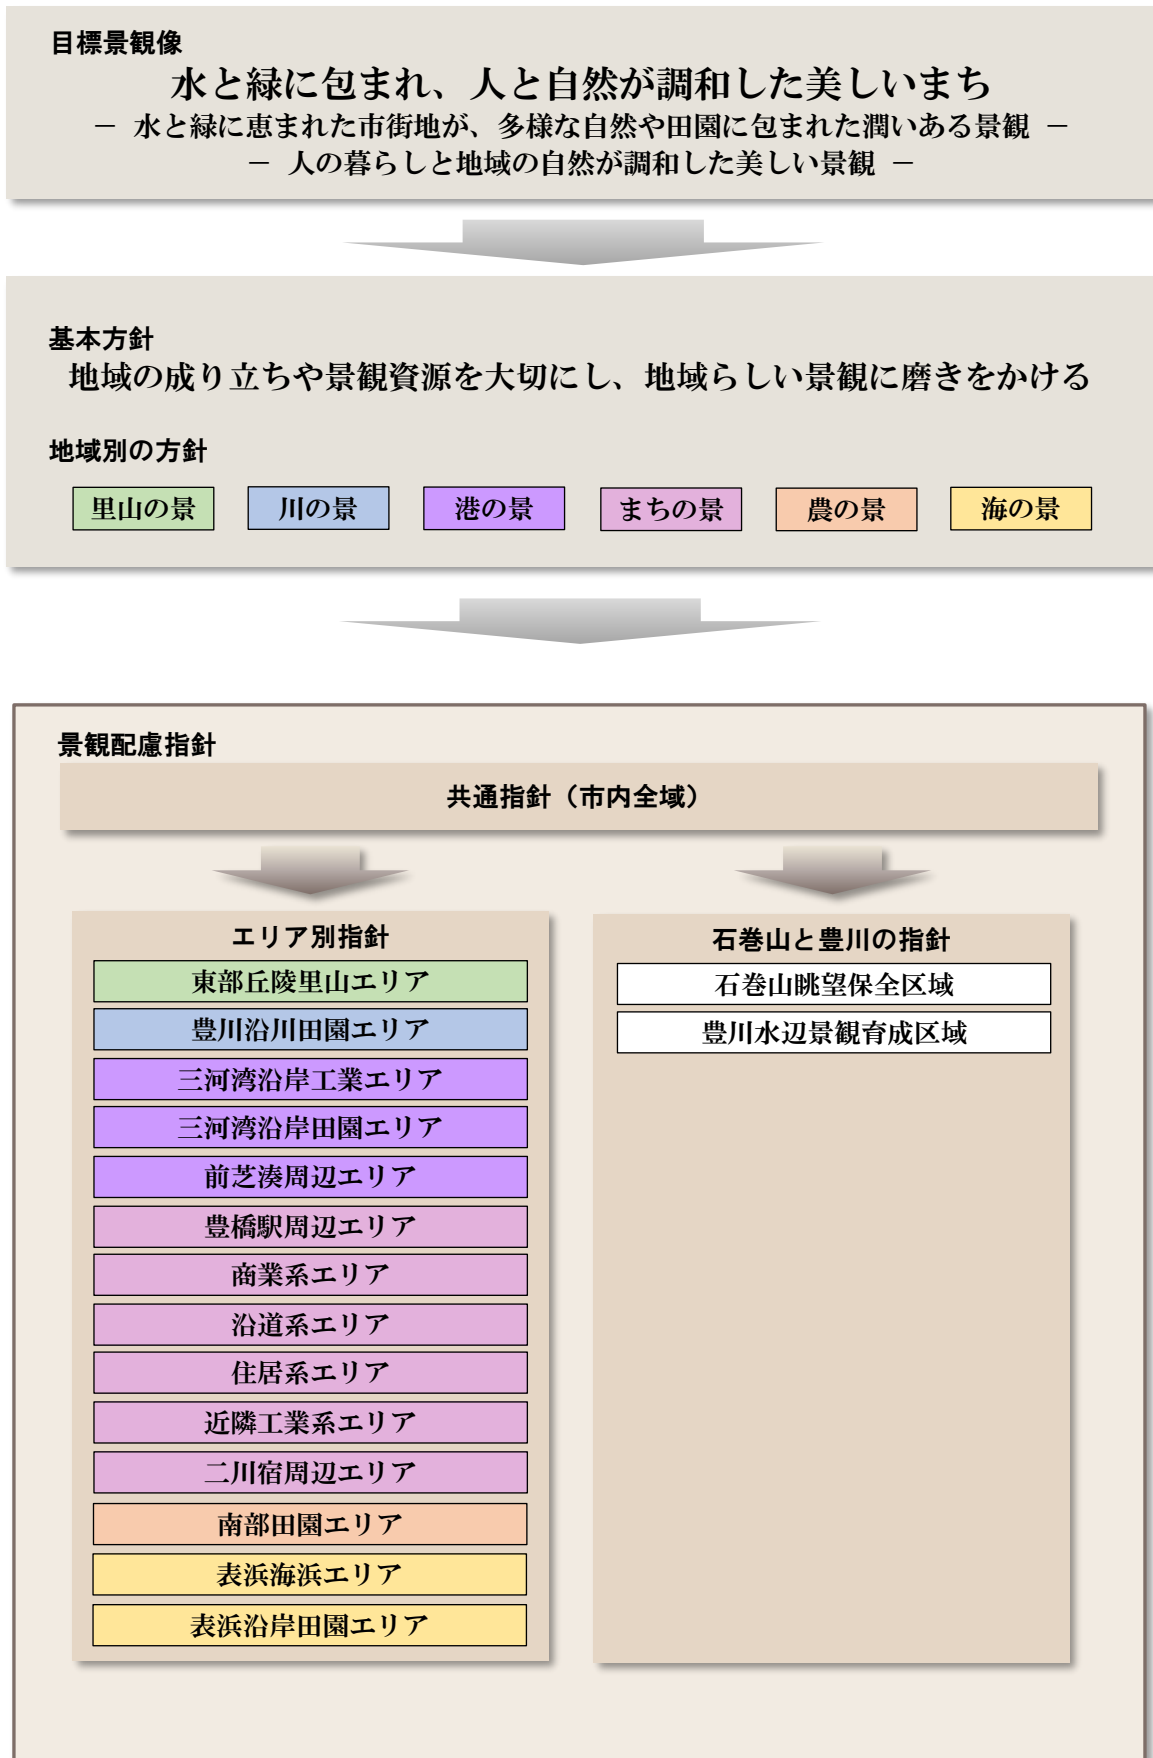 目標景観像
水と緑に包まれ、人と自然が調和した美しいまち
－ 水と緑に恵まれた市街地が、多様な自然や田園に包まれた潤いある景観 －
－ 人の暮らしと地域の自然が調和した美しい景観 －
基本方針
地域の成り立ちや景観資源を大切にし、地域らしい景観に磨きをかける
地域別の方針
里山の景 川の景 港の景 まちの景 農の景 海の景
景観配慮指針
共通指針（市内全域）
エリア別指針
東部丘陵里山エリア
豊川沿川田園エリア
三河湾沿岸工業エリア
三河湾沿岸田園エリア
前芝湊周辺エリア
豊橋駅周辺エリア
商業系エリア
沿道系エリア
住居系エリア
近隣工業系エリア
二川宿周辺エリア
南部田園エリア
表浜海浜エリア
表浜沿岸田園エリア
石巻山と豊川の指針
石巻山眺望保全区域
豊川水辺景観育成区域